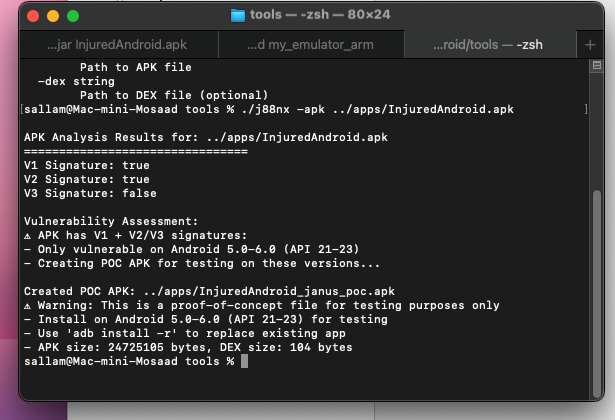 tools — -zsh — 80×24
...jar InjuredAndroid.apk
...d my_emulator_arm
...roid/tools — -zsh
+
Path to APK file
-dex string
Path to DEX file (optional)
[sallam@Mac-mini-Mosaad tools % ./j88nx -apk ../apps/InjuredAndroid.apk ]
APK Analysis Results for: ../apps/InjuredAndroid.apk
================================
V1 Signature: true
V2 Signature: true
V3 Signature: false
Vulnerability Assessment:
⚠ APK has V1 + V2/V3 signatures:
- Only vulnerable on Android 5.0-6.0 (API 21-23)
- Creating POC APK for testing on these versions...
Created POC APK: ../apps/InjuredAndroid_janus_poc.apk
⚠ Warning: This is a proof-of-concept file for testing purposes only
- Install on Android 5.0-6.0 (API 21-23) for testing
- Use 'adb install -r' to replace existing app
- APK size: 24725105 bytes, DEX size: 104 bytes
sallam@Mac-mini-Mosaad tools %